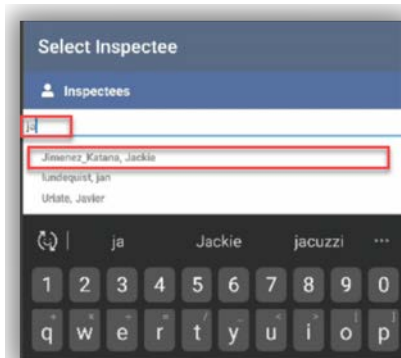 Select Inspectee
Inspectees
ja
Jimenez_Katana, Jackie
lundequist, jan
Uriate, Javier
ja Jackie jacuzzi ...
1 2 3 4 5 6 7 8 9 0
q w e r t y u i o p